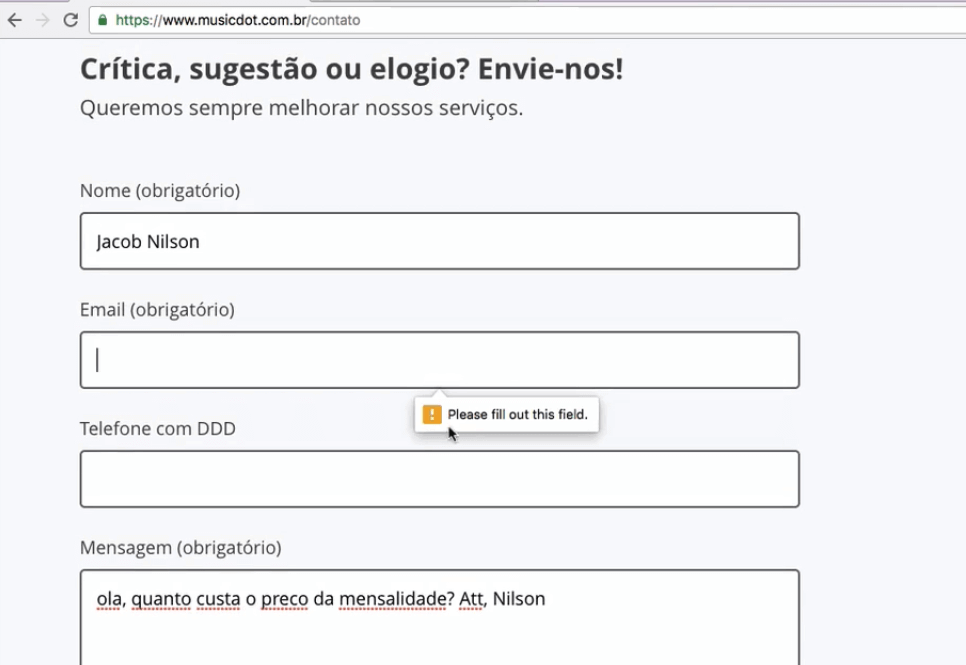 https://www.musicdot.com.br/contato
Crítica, sugestão ou elogio? Envie-nos!
Queremos sempre melhorar nossos serviços.
Nome (obrigatório)
Jacob Nilson
Email (obrigatório)
! Please fill out this field.
Telefone com DDD
Mensagem (obrigatório)
ola, quanto custa o preco da mensalidade? Att, Nilson